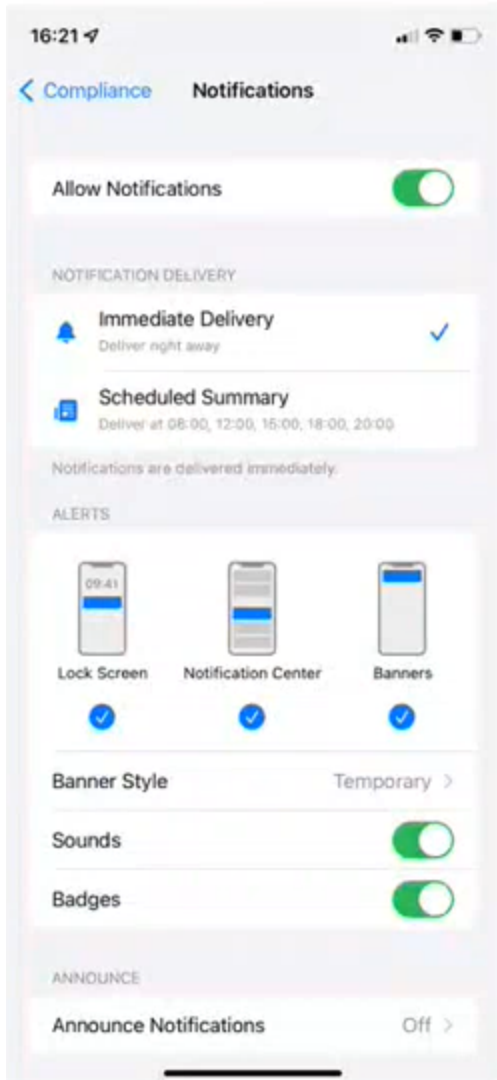 16:21
Compliance Notifications
Allow Notifications
NOTIFICATION DELIVERY
Immediate Delivery
Deliver right away
Scheduled Summary
Deliver at 08:00, 12:00, 15:00, 18:00, 20:00
Notifications are delivered immediately.
ALERTS
09:41
Lock Screen Notification Center Banners
Banner Style Temporary
Sounds
Badges
ANNOUNCE
Announce Notifications Off